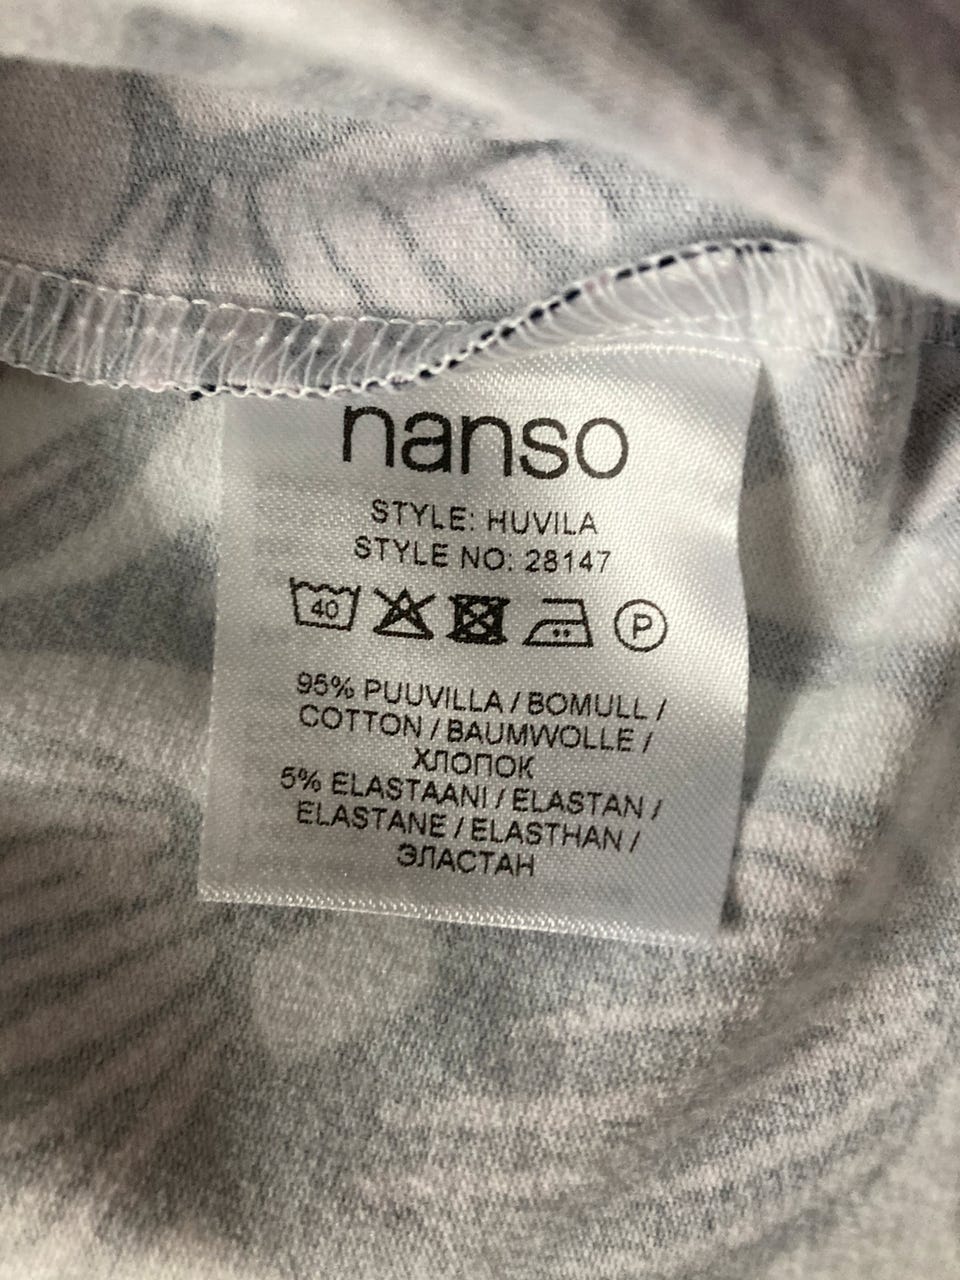 nanso
STYLE: HUVILA
STYLE NO: 28147
40 P
95% PUUVILLA / BOMULL /
COTTON / BAUMWOLLE /
ХЛОПОК
5% ELASTAANI / ELASTAN /
ELASTANE / ELASTHAN /
ЭЛАСТАН